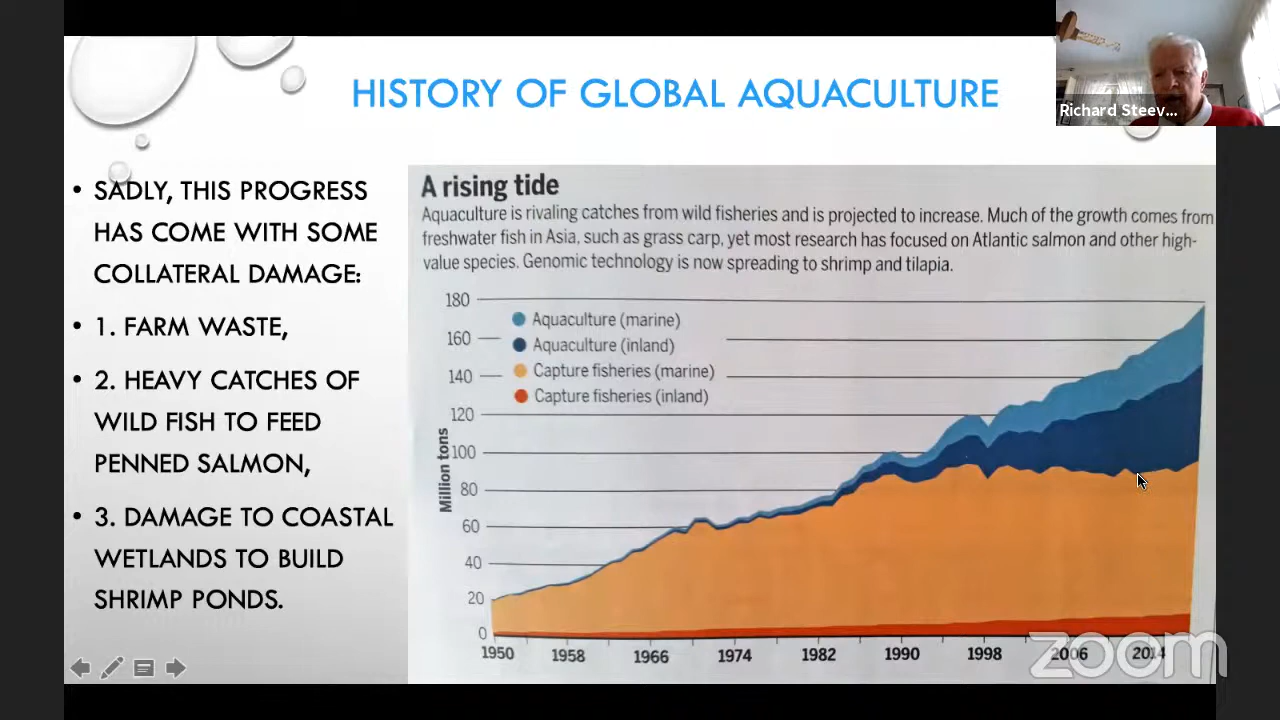 HISTORY OF GLOBAL AQUACULTURE
Richard Steev...
• SADLY, THIS PROGRESS
HAS COME WITH SOME
COLLATERAL DAMAGE:
• 1. FARM WASTE,
• 2. HEAVY CATCHES OF
WILD FISH TO FEED
PENNED SALMON,
• 3. DAMAGE TO COASTAL
WETLANDS TO BUILD
SHRIMP PONDS.
A rising tide
Aquaculture is rivaling catches from wild fisheries and is projected to increase. Much of the growth comes from
freshwater fish in Asia, such as grass carp, yet most research has focused on Atlantic salmon and other high-
value species. Genomic technology is now spreading to shrimp and tilapia.
180
160
140
120
100
80
60
40
20
0
Million tons
Aquaculture (marine)
Aquaculture (inland)
Capture fisheries (marine)
Capture fisheries (inland)
1950 1958 1966 1974 1982 1990 1998 2006 2014
zoom